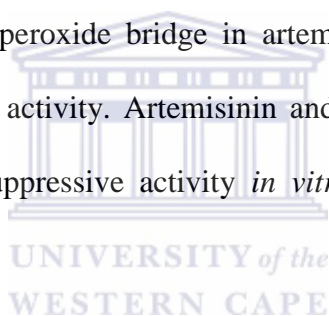 peroxide bridge in artem
activity. Artemisinin and
uppressive activity in vitr
UNIVERSITY of the
WESTERN CAPE